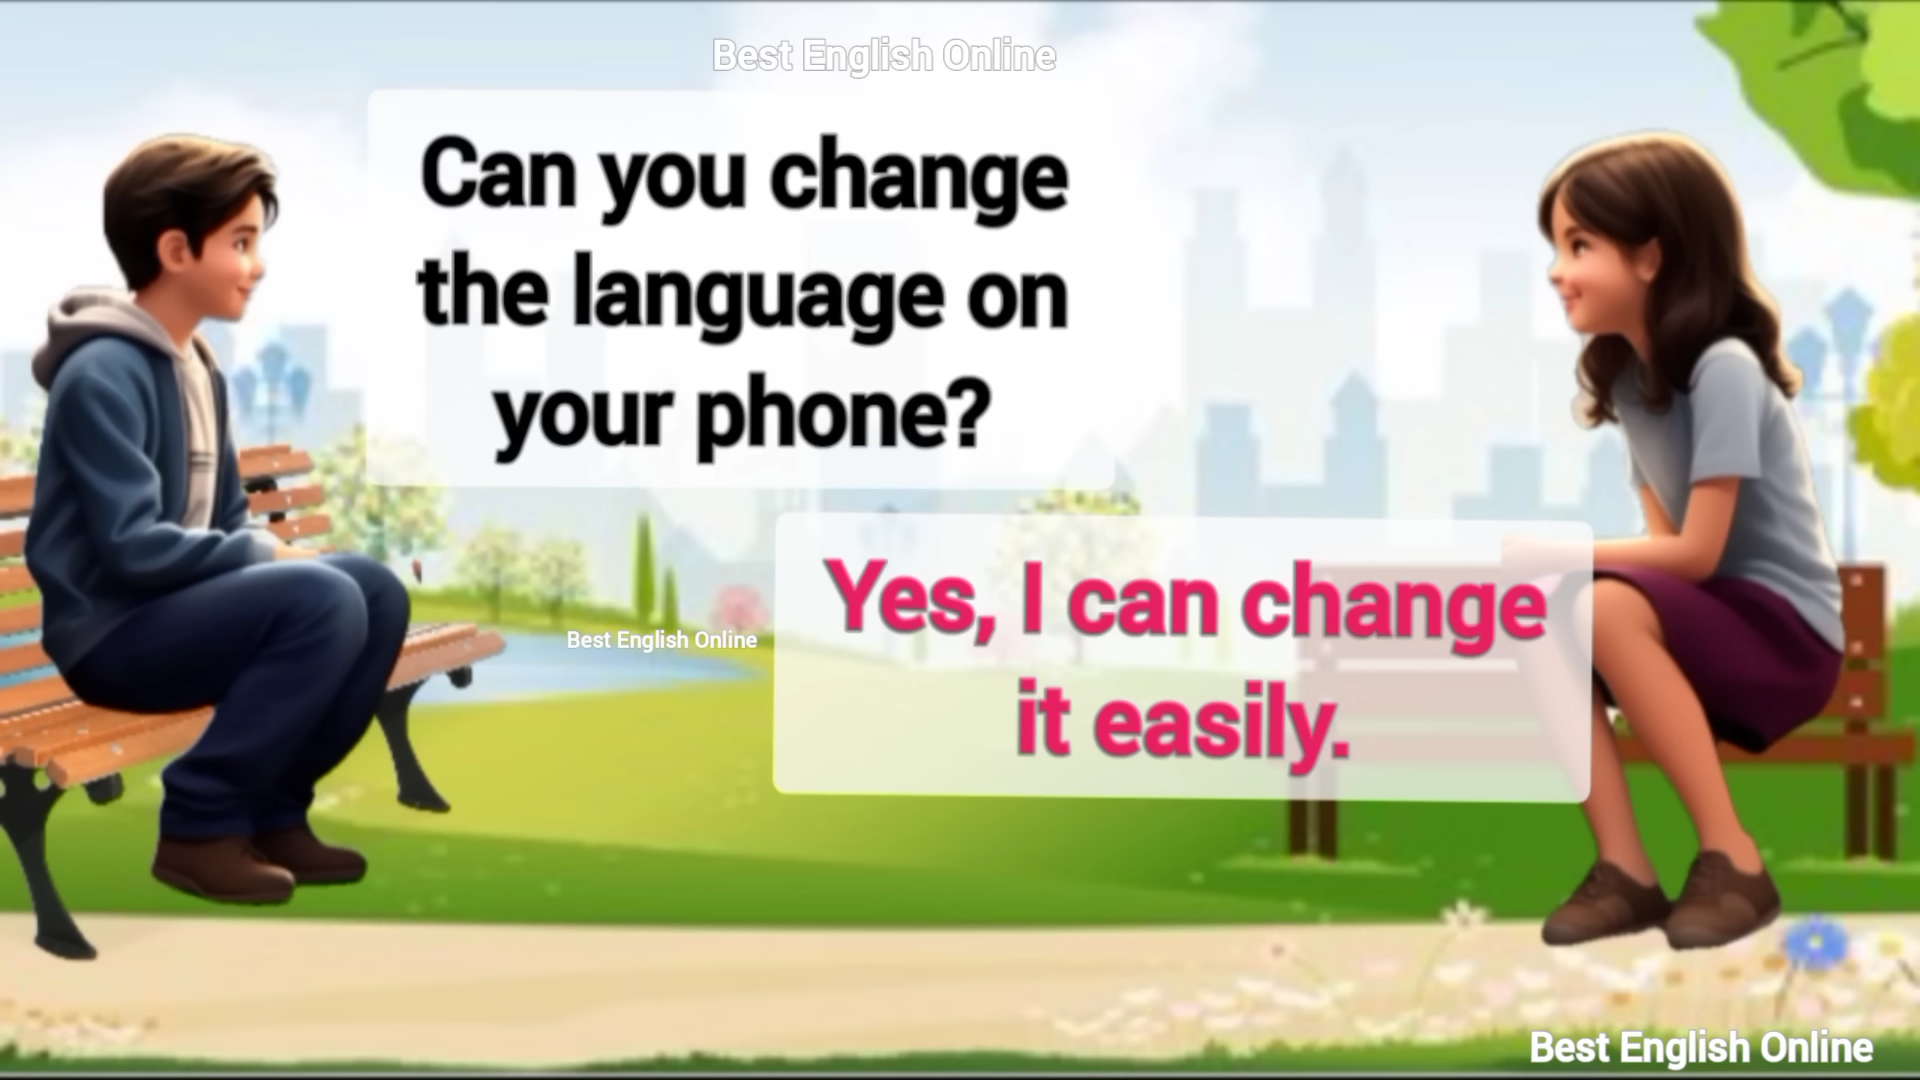 Best English Online
Can you change
the language on
your phone?
Yes, I can change
it easily.
Best English Online
Best English Online